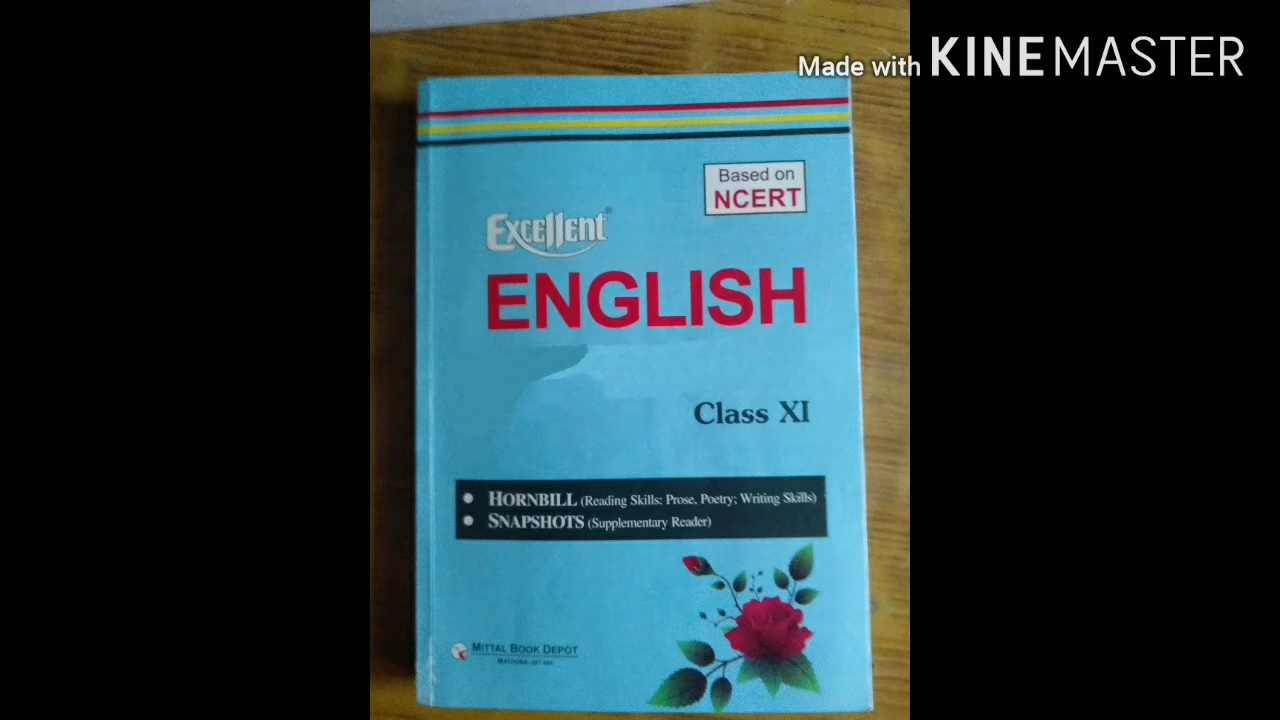 Made with KINEMASTER
Based on
NCERT
Excellent®
ENGLISH
Class XI
• HORNBILL (Reading Skills: Prose, Poetry; Writing Skills)
• SNAPSHOTS (Supplementary Reader)
MITTAL BOOK DEPOT